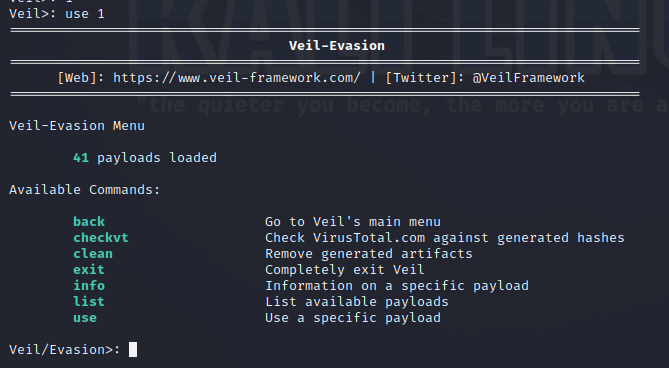 Veil>: use 1
Veil-Evasion
[Web]: https://www.veil-framework.com/ | [Twitter]: @VeilFramework
"the quieter you become, the more you are a
Veil-Evasion Menu
41 payloads loaded
Available Commands:
back Go to Veil's main menu
checkvt Check VirusTotal.com against generated hashes
clean Remove generated artifacts
exit Completely exit Veil
info Information on a specific payload
list List available payloads
use Use a specific payload
Veil/Evasion>: